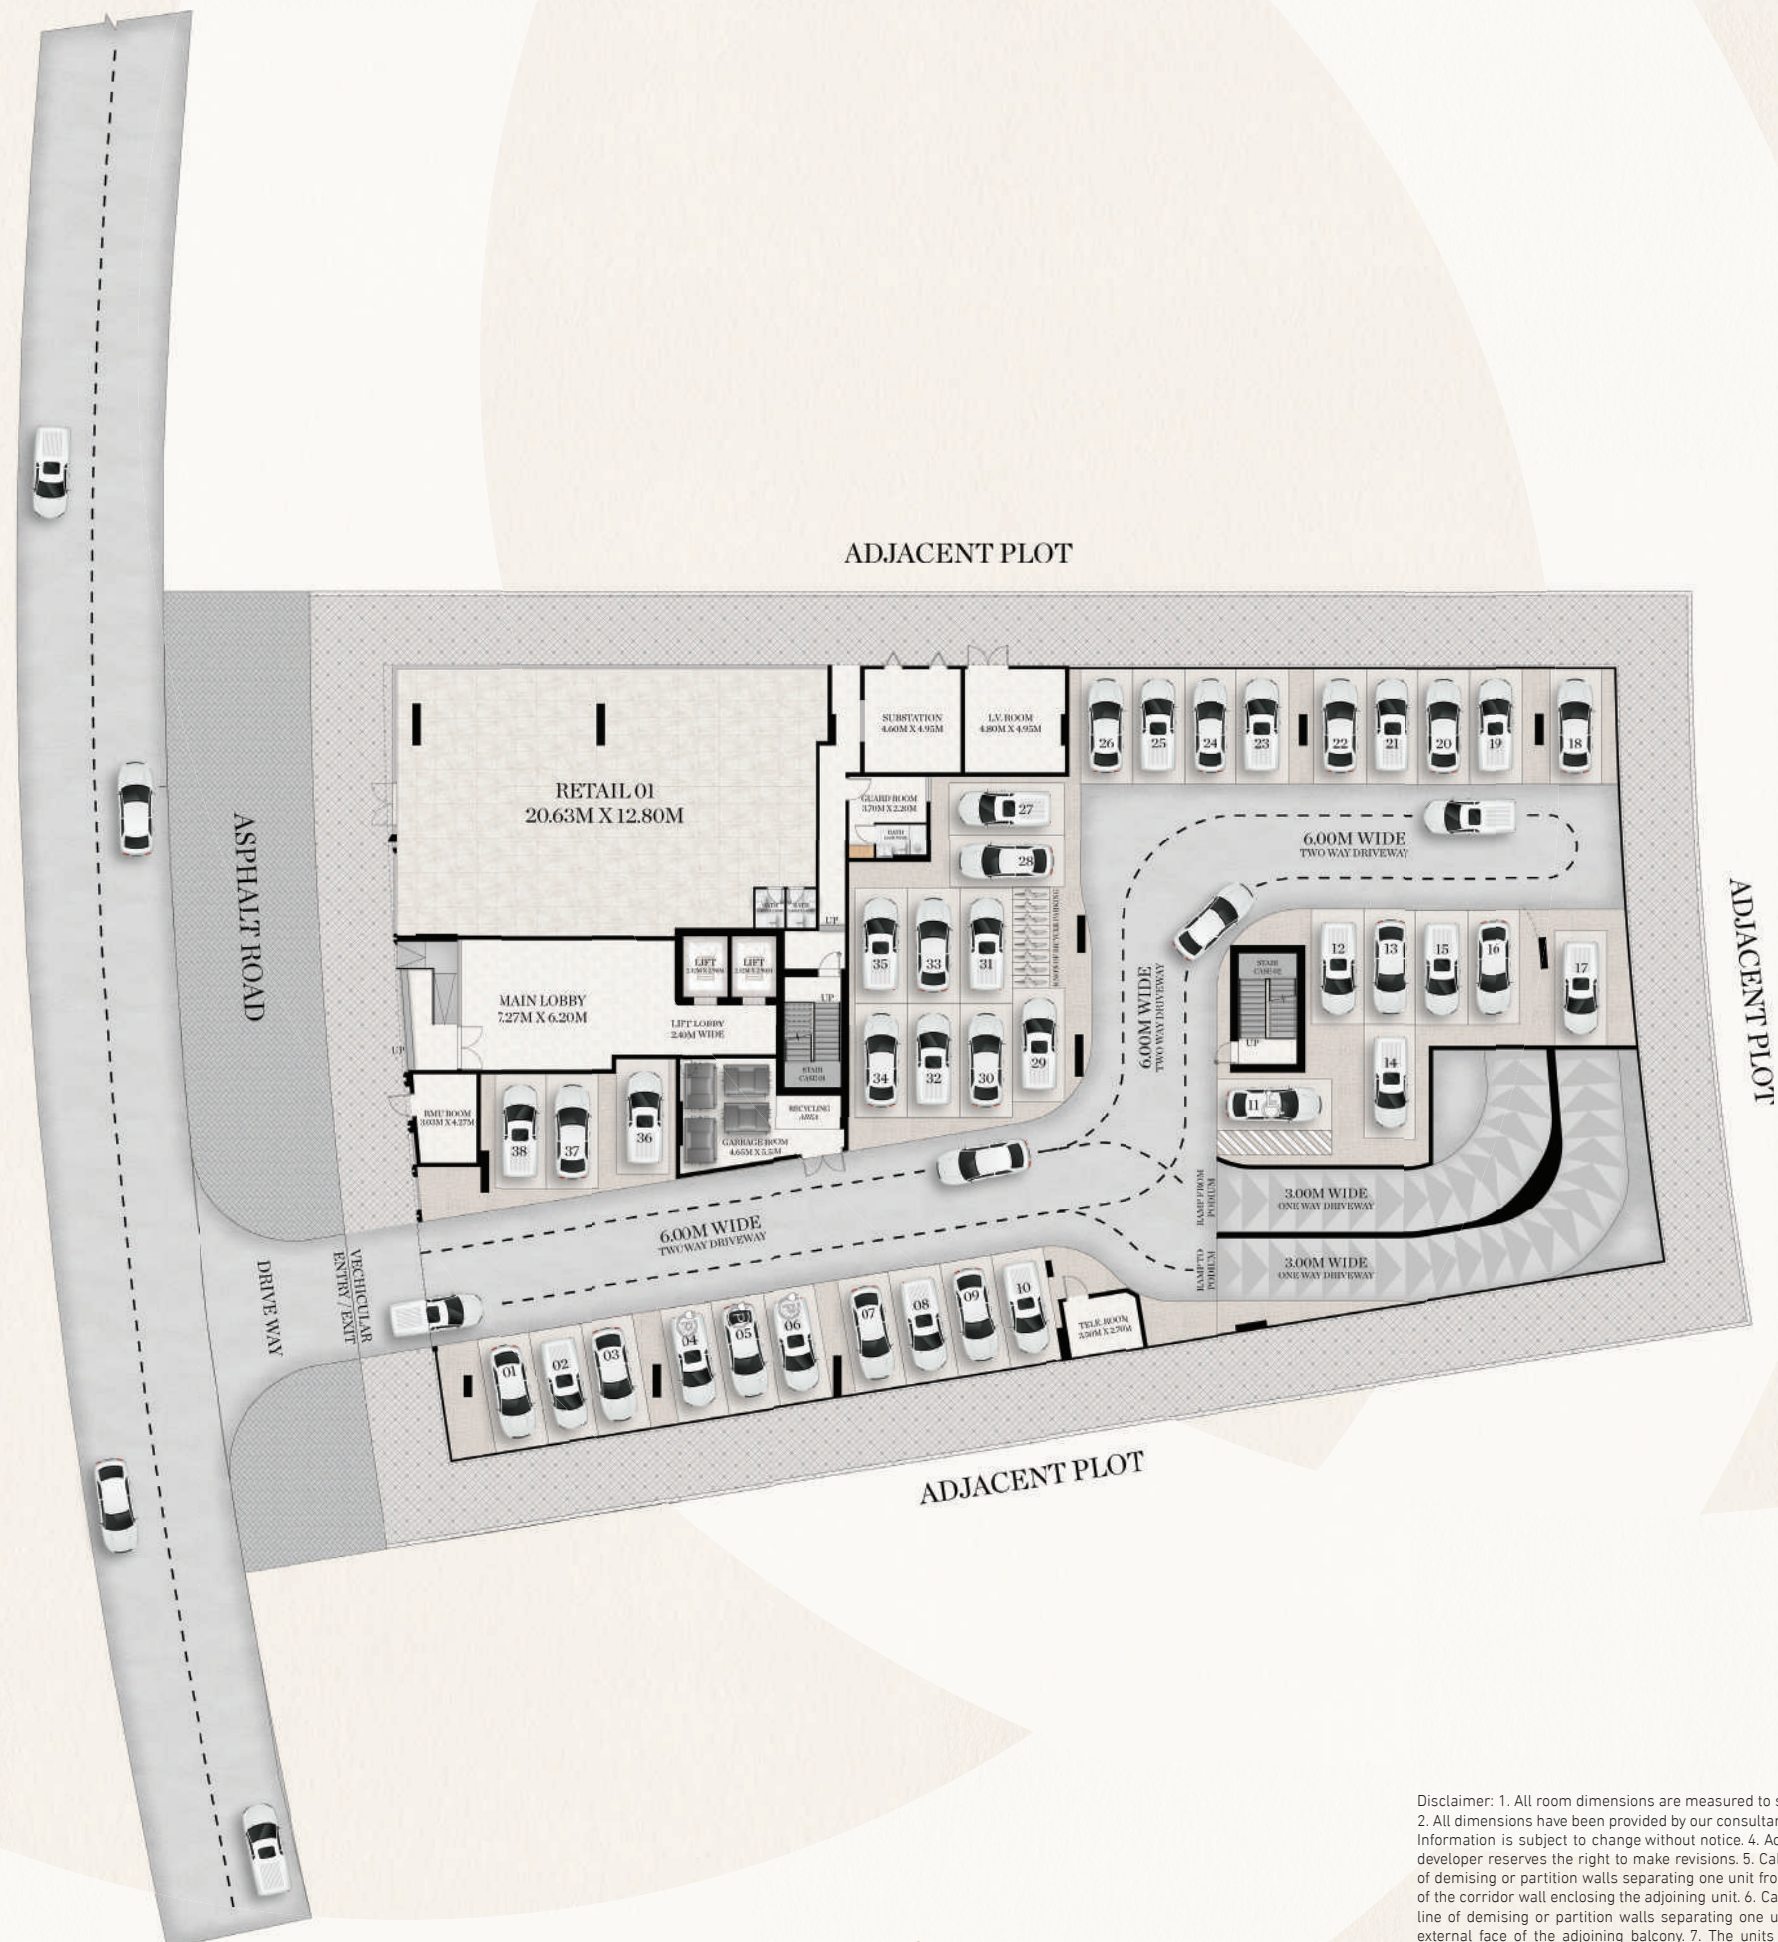 ADJACENT PLOT
SUBSTATION
4.60M X 4.95M
L.V. ROOM
4.80M X 4.95M
26
25
24
23
22
21
20
19
18
RETAIL 01
20.63M X 12.80M
GUARD ROOM
3.70M X 2.20M
BATH
27
28
6.00M WIDE
TWO WAY DRIVEWAY
ASPHALT ROAD
ADJACENT PLOT
BATH
BATH
UP
35
33
31
BICYCLE PARKING
LIFT
LIFT
MAIN LOBBY
7.27M X 6.20M
LIFT LOBBY
2.40M WIDE
UP
UP
STAIR
CASE 01
34
32
30
29
6.00M WIDE
TWO WAY DRIVEWAY
STAIR
CASE 02
UP
12
13
15
16
17
14
11
RMU ROOM
3.03M X 4.27M
38
37
36
RECYCLING
AREA
GARBAGE ROOM
4.65M X 5.5M
RAMP FROM
PODIUM
3.00M WIDE
ONE WAY DRIVEWAY
6.00M WIDE
TWO WAY DRIVEWAY
RAMP TO
PODIUM
3.00M WIDE
ONE WAY DRIVEWAY
DRIVE WAY
VECHICULAR
ENTRY / EXIT
01
02
03
04
05
06
07
08
09
10
TELE. ROOM
ADJACENT PLOT
Disclaimer: 1. All room dimensions are measured to s
2. All dimensions have been provided by our consultan
Information is subject to change without notice. 4. Ac
developer reserves the right to make revisions. 5. Cal
of demising or partition walls separating one unit fro
of the corridor wall enclosing the adjoining unit. 6. Ca
line of demising or partition walls separating one u
external face of the adjoining balcony. 7. The units